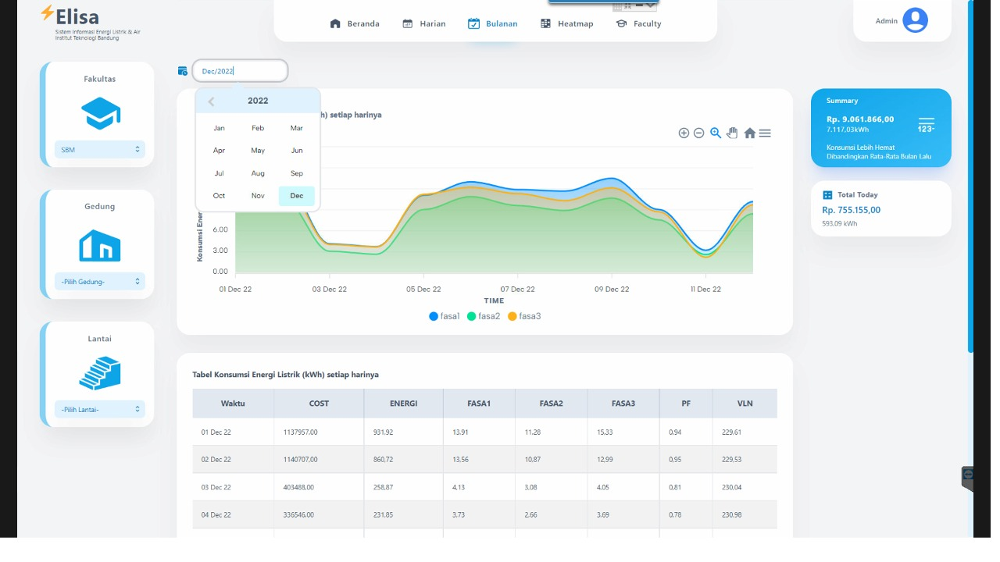 Elisa
Sistem Informasi Energi Listrik & Air
Institut Teknologi Bandung
Beranda
Harian
Bulanan
Heatmap
Faculty
Admin
Fakultas
SBM
Gedung
-Pilih Gedung-
Lantai
-Pilih Lantai-
Dec/2022
2022
Jan Feb Mar
Apr May Jun
Jul Aug Sep
Oct Nov Dec
h) setiap harinya
Konsumsi Ener
6.00
3.00
0.00
01 Dec 22 03 Dec 22 05 Dec 22 07 Dec 22 09 Dec 22 11 Dec 22
TIME
fasa1 fasa2 fasa3
Summary
Rp. 9.061.866,00
7.117,03kWh
123-
Konsumsi Lebih Hemat
Dibandingkan Rata-Rata Bulan Lalu
Total Today
Rp. 755.155,00
593,09 kWh
Tabel Konsumsi Energi Listrik (kWh) setiap harinya
Waktu COST ENERGI FASA1 FASA2 FASA3 PF VLN
01 Dec 22 1137957,00 931,92 13,91 11,28 15,33 0,94 229,61
02 Dec 22 1140707,00 860,72 13,56 10,87 12,99 0,95 229,53
03 Dec 22 403488,00 258,87 4,13 3,08 4,05 0,81 230,04
04 Dec 22 336546,00 231,85 3,73 2,66 3,69 0,78 230,98